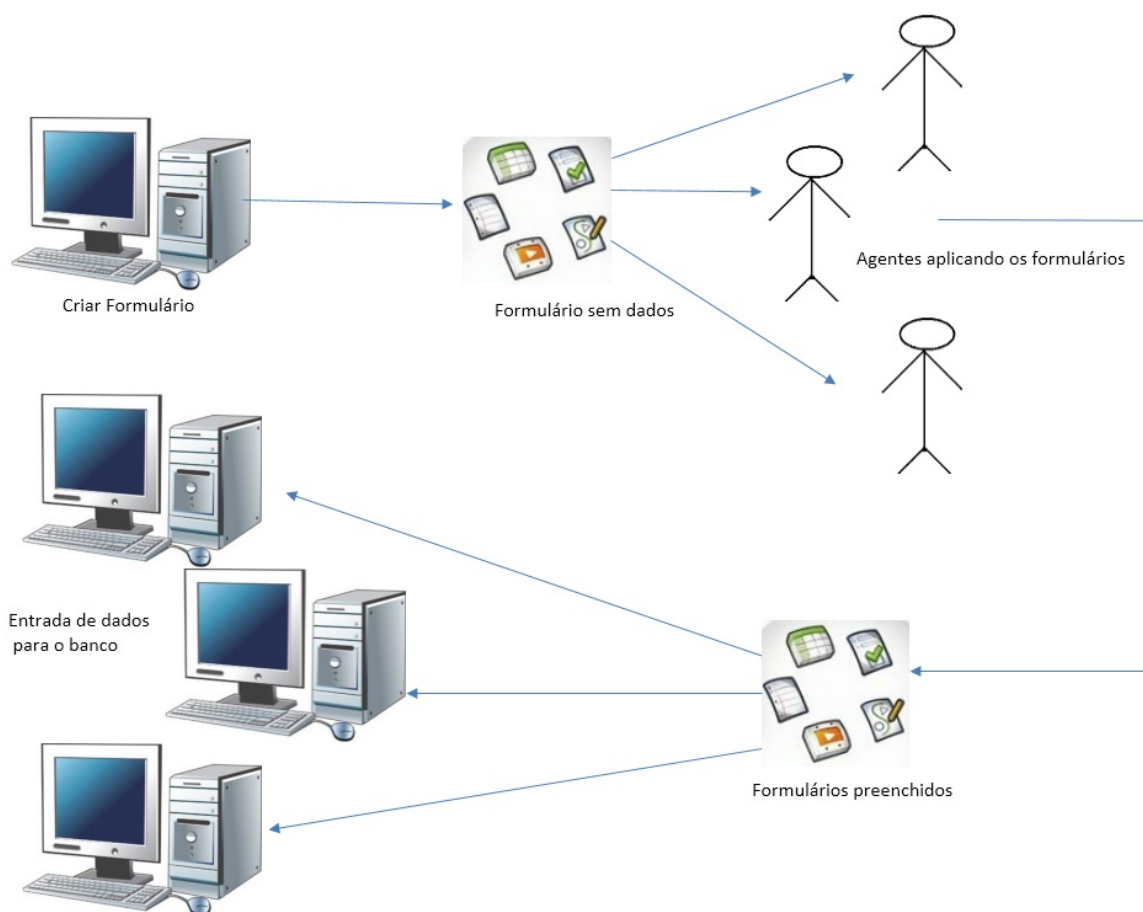 Criar Formulário
Formulário sem dados
Agentes aplicando os formulários
Entrada de dados
para o banco
Formulários preenchidos